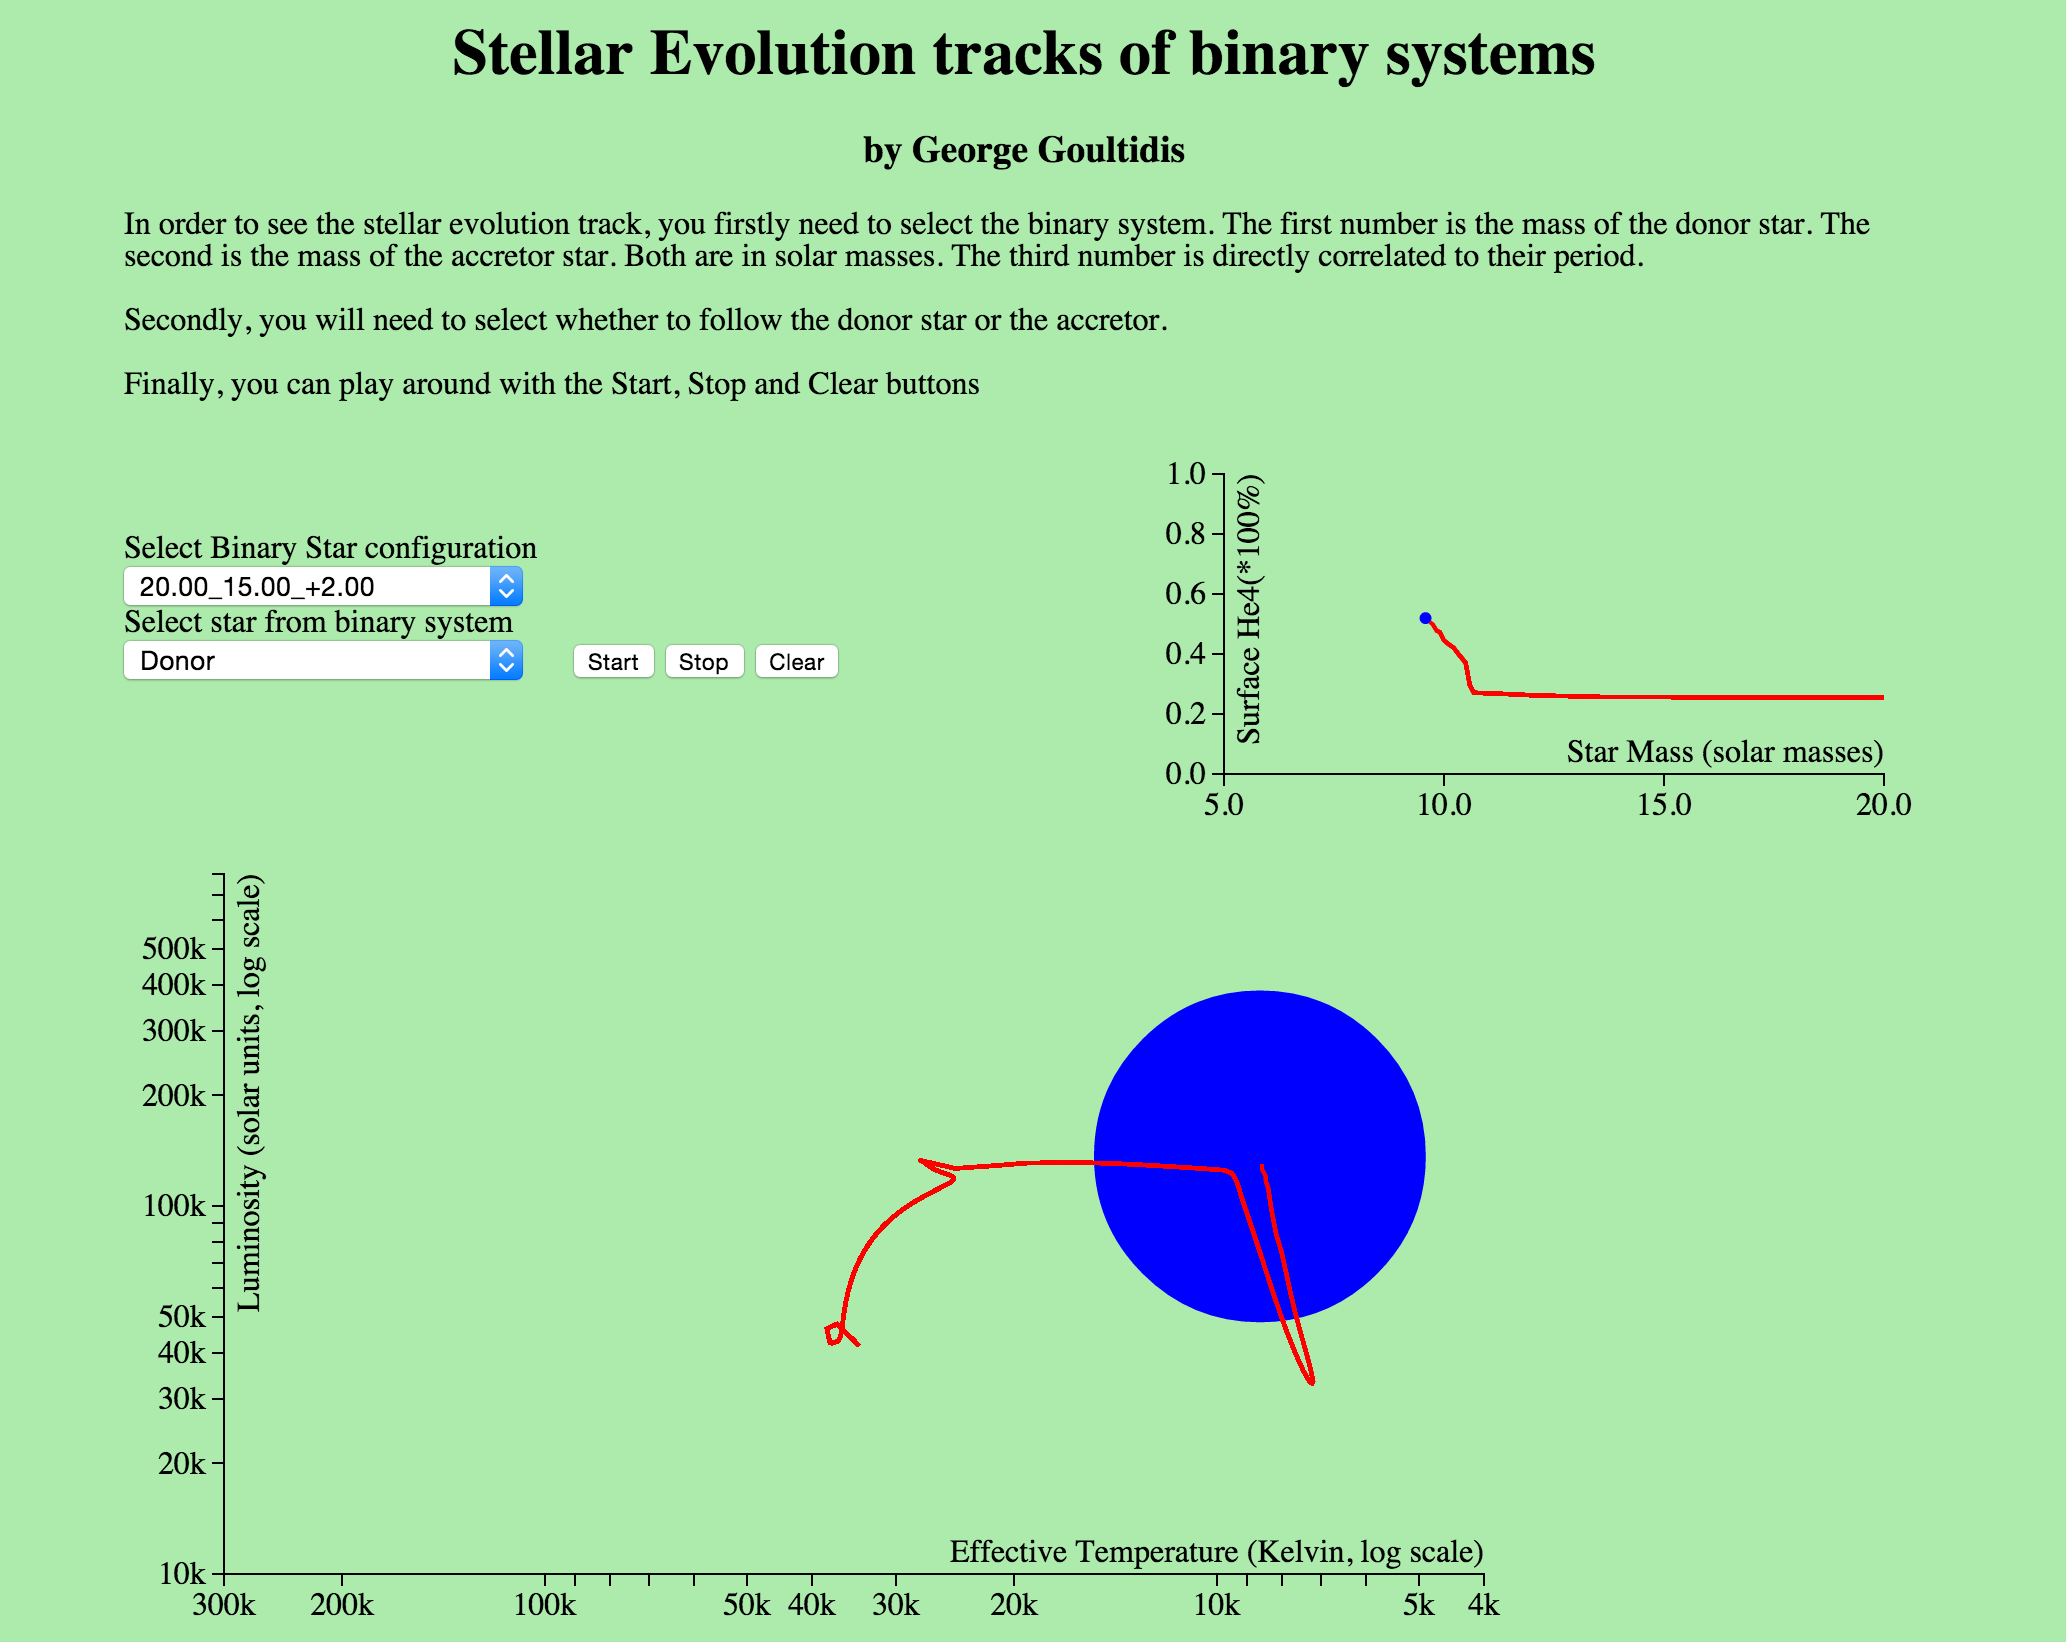 Stellar Evolution tracks of binary systems
by George Goultidis
In order to see the stellar evolution track, you firstly need to select the binary system. The first number is the mass of the donor star. The
second is the mass of the accretor star. Both are in solar masses. The third number is directly correlated to their period.
Secondly, you will need to select whether to follow the donor star or the accretor.
Finally, you can play around with the Start, Stop and Clear buttons
Select Binary Star configuration
20.00_15.00_+2.00
Select star from binary system
Donor
Start
Stop
Clear
1.0
0.8
0.6
0.4
0.2
0.0
Surface He4(*100%)
Star Mass (solar masses)
5.0
10.0
15.0
20.0
500k
400k
300k
200k
100k
50k
40k
30k
20k
10k
Luminosity (solar units, log scale)
Effective Temperature (Kelvin, log scale)
300k
200k
100k
50k
40k
30k
20k
10k
5k
4k